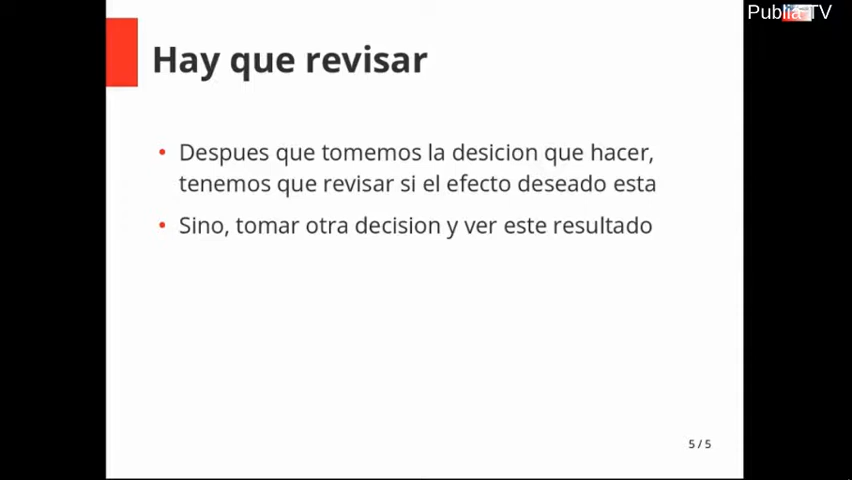 Publia TV
Hay que revisar
• Despues que tomemos la desicion que hacer,
tenemos que revisar si el efecto deseado esta
• Sino, tomar otra decision y ver este resultado
5 / 5